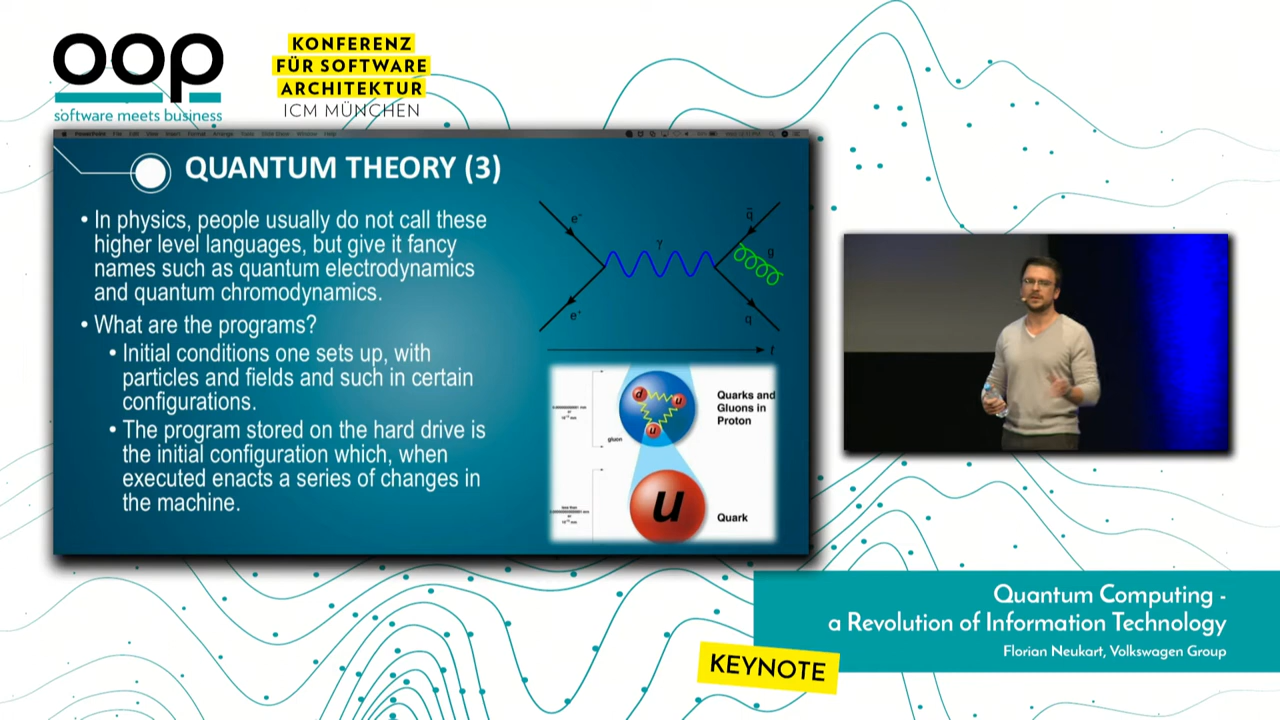 oop
software meets business
KONFERENZ
FÜR SOFTWARE
ARCHITEKTUR
ICM MÜNCHEN
QUANTUM THEORY (3)
• In physics, people usually do not call these
higher level languages, but give it fancy
names such as quantum electrodynamics
and quantum chromodynamics.
• What are the programs?
• Initial conditions one sets up, with
particles and fields and such in certain
configurations.
• The program stored on the hard drive is
the initial configuration which, when
executed enacts a series of changes in
the machine.
e⁻
e⁺
γ
q̄
g
q
t
d
u
u
gluon
Quarks and
Gluons in
Proton
u
Quark
Quantum Computing -
a Revolution of Information Technology
Florian Neukart, Volkswagen Group
KEYNOTE